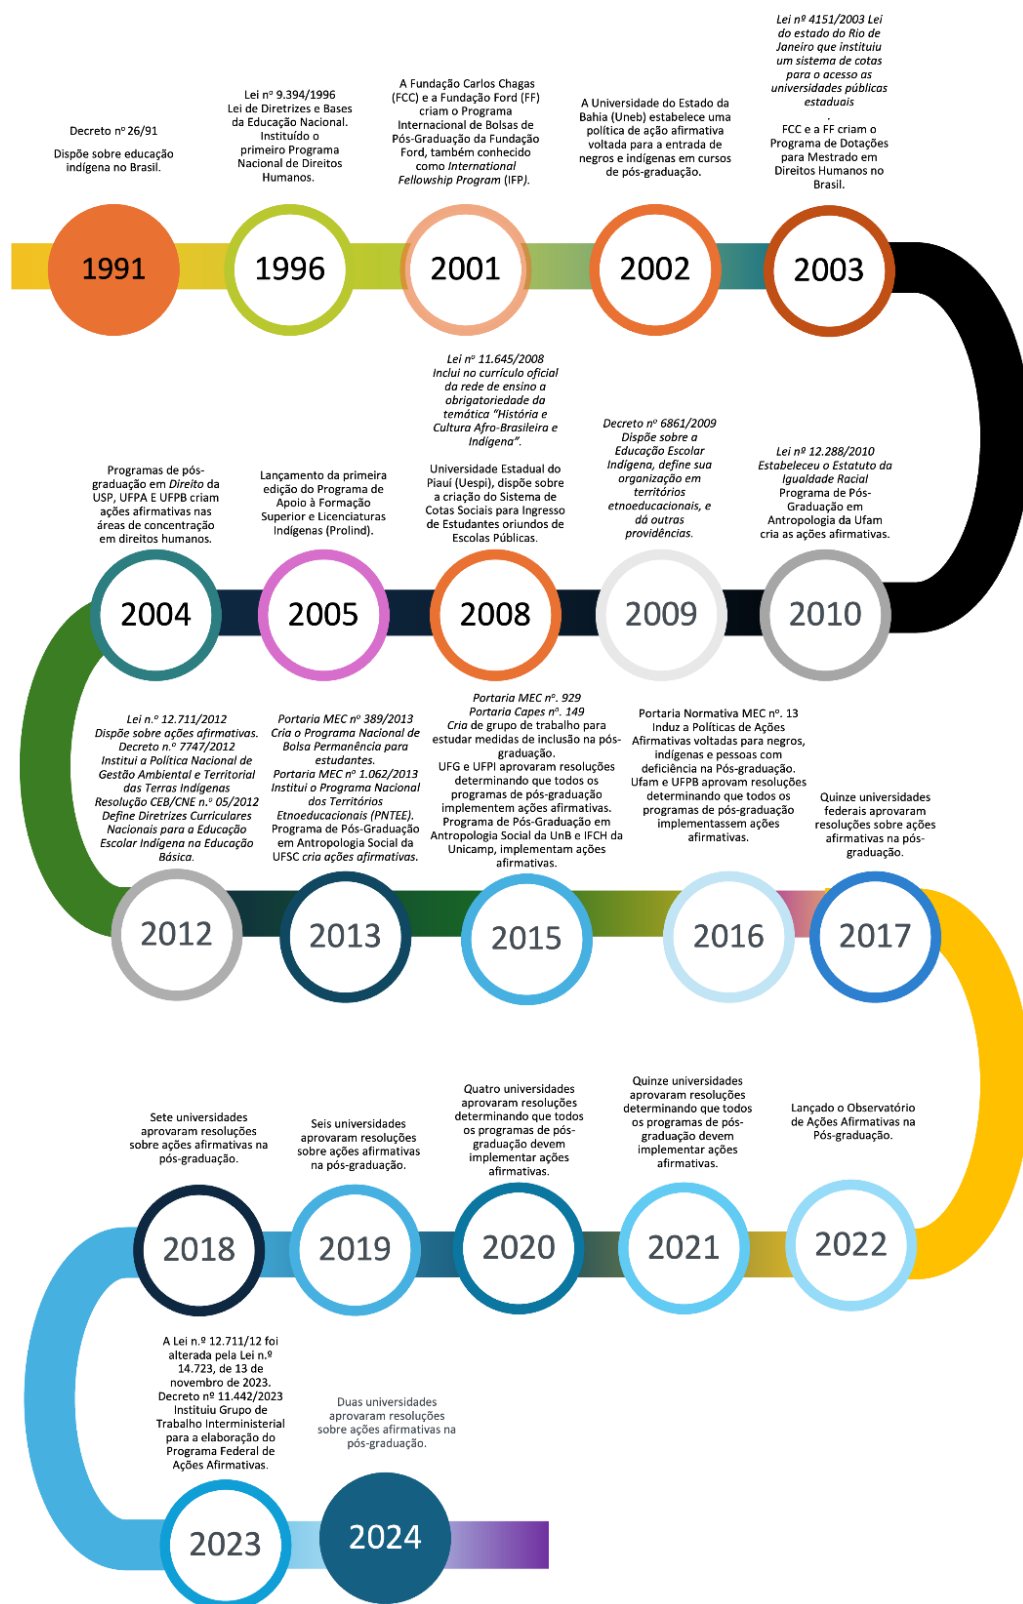 Decreto nº 26/91
Dispõe sobre educação
indígena no Brasil.
1991
Lei nº 9.394/1996
Lei de Diretrizes e Bases
da Educação Nacional.
Instituído o
primeiro Programa
Nacional de Direitos
Humanos.
1996
A Fundação Carlos Chagas
(FCC) e a Fundação Ford (FF)
criam o Programa
Internacional de Bolsas de
Pós-Graduação da Fundação
Ford, também conhecido
como International
Fellowship Program (IFP).
2001
A Universidade do Estado da
Bahia (Uneb) estabelece uma
política de ação afirmativa
voltada para a entrada de
negros e indígenas em cursos
de pós-graduação.
2002
Lei nº 4151/2003 Lei
do estado do Rio de
Janeiro que instituiu
um sistema de cotas
para o acesso as
universidades públicas
estaduais
.
FCC e a FF criam o
Programa de Dotações
para Mestrado em
Direitos Humanos no
Brasil.
2003
Programas de pós-
graduação em Direito da
USP, UFPA E UFPB criam
ações afirmativas nas
áreas de concentração
em direitos humanos.
2004
Lançamento da primeira
edição do Programa de
Apoio à Formação
Superior e Licenciaturas
Indígenas (Prolind).
2005
Lei nº 11.645/2008
Inclui no currículo oficial
da rede de ensino a
obrigatoriedade da
temática “História e
Cultura Afro-Brasileira e
Indígena”.
Universidade Estadual do
Piauí (Uespi), dispõe sobre
a criação do Sistema de
Cotas Sociais para Ingresso
de Estudantes oriundos de
Escolas Públicas.
2008
Decreto nº 6861/2009
Dispõe sobre a
Educação Escolar
Indígena, define sua
organização em
territórios
etnoeducacionais, e
dá outras
providências.
2009
Lei nº 12.288/2010
Estabeleceu o Estatuto da
Igualdade Racial
Programa de Pós-
Graduação em
Antropologia da Ufam
cria as ações afirmativas.
2010
Lei n.º 12.711/2012
Dispõe sobre ações afirmativas.
Decreto n.º 7747/2012
Institui a Política Nacional de
Gestão Ambiental e Territorial
das Terras Indígenas
Resolução CEB/CNE n.º 05/2012
Define Diretrizes Curriculares
Nacionais para a Educação
Escolar Indígena na Educação
Básica.
2012
Portaria MEC nº 389/2013
Cria o Programa Nacional de
Bolsa Permanência para
estudantes.
Portaria MEC nº 1.062/2013
Institui o Programa Nacional
dos Territórios
Etnoeducacionais (PNTEE).
Programa de Pós-Graduação
em Antropologia Social da
UFSC cria ações afirmativas.
2013
Portaria MEC nº. 929
Portaria Capes nº. 149
Cria de grupo de trabalho para
estudar medidas de inclusão na pós-
graduação.
UFG e UFPI aprovaram resoluções
determinando que todos os
programas de pós-graduação
implementem ações afirmativas.
Programa de Pós-Graduação em
Antropologia Social da UnB e IFCH da
Unicamp, implementam ações
afirmativas.
2015
Portaria Normativa MEC nº. 13
Induz a Políticas de Ações
Afirmativas voltadas para negros,
indígenas e pessoas com
deficiência na Pós-graduação.
Ufam e UFPB aprovam resoluções
determinando que todos os
programas de pós-graduação
implementassem ações
afirmativas.
2016
Quinze universidades
federais aprovaram
resoluções sobre ações
afirmativas na pós-
graduação.
2017
Sete universidades
aprovaram resoluções
sobre ações afirmativas na
pós-graduação.
2018
Seis universidades
aprovaram resoluções
sobre ações afirmativas
na pós-graduação.
2019
Quatro universidades
aprovaram resoluções
determinando que todos
os programas de pós-
graduação devem
implementar ações
afirmativas.
2020
Quinze universidades
aprovaram resoluções
determinando que todos
os programas de pós-
graduação devem
implementar ações
afirmativas.
2021
Lançado o Observatório
de Ações Afirmativas na
Pós-graduação.
2022
A Lei n.º 12.711/12 foi
alterada pela Lei n.º
14.723, de 13 de
novembro de 2023.
Decreto nº 11.442/2023
Instituiu Grupo de
Trabalho Interministerial
para a elaboração do
Programa Federal de
Ações Afirmativas.
2023
Duas universidades
aprovaram resoluções
sobre ações afirmativas na
pós-graduação.
2024